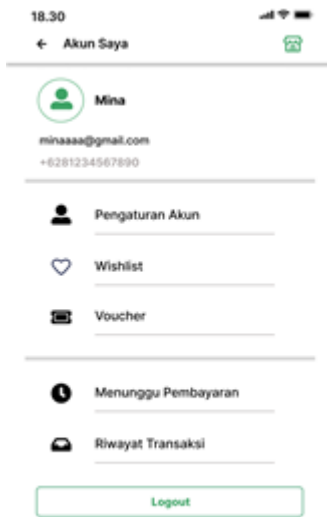 18.30
Akun Saya
Mina
minaaaa@gmail.com
+6281234567890
Pengaturan Akun
Wishlist
Voucher
Menunggu Pembayaran
Riwayat Transaksi
Logout